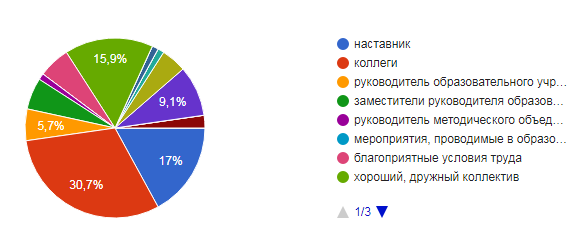 15,9%
9,1%
5,7%
17%
30,7%
наставник
коллеги
руководитель образовательного учр…
заместители руководителя образов…
руководитель методического объед…
мероприятия, проводимые в образо…
благоприятные условия труда
хороший, дружный коллектив
1/3